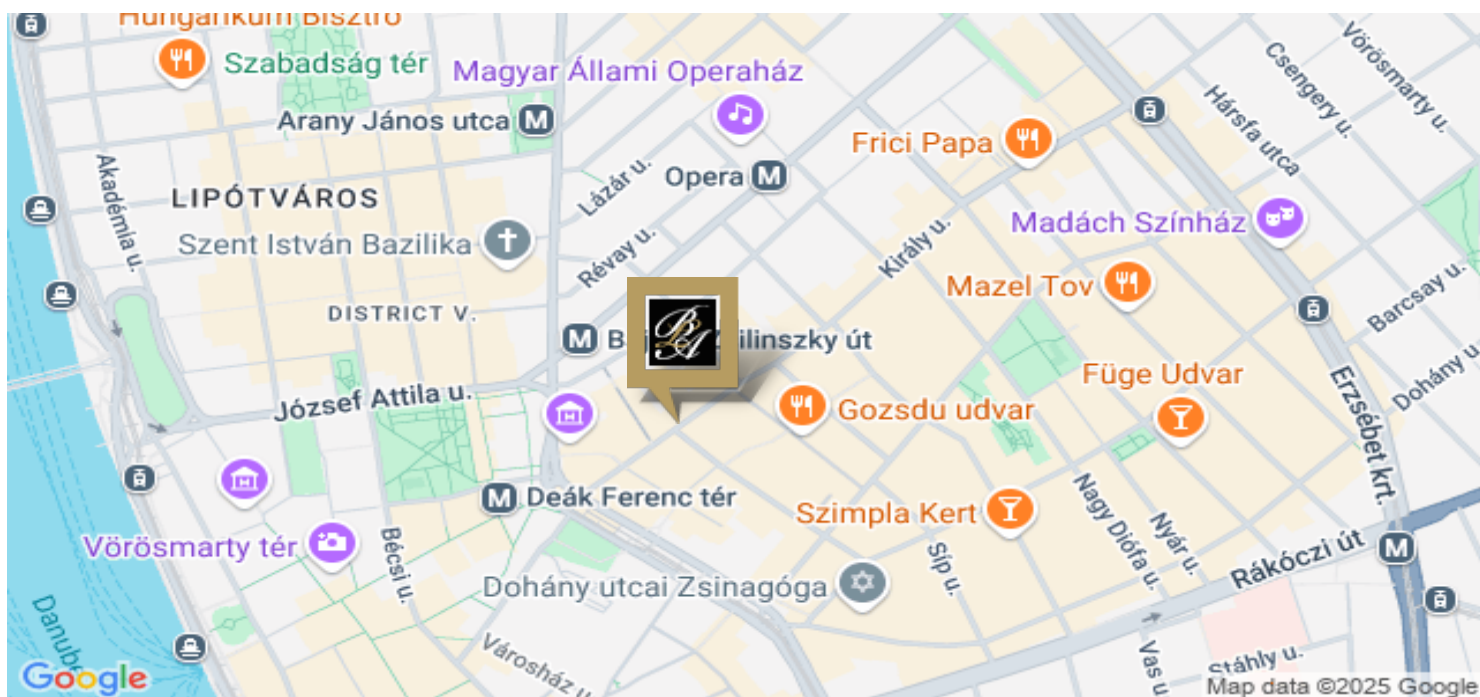 Hungarikum Bisztró
Szabadság tér
Magyar Állami Operaház
Arany János utca
M
Frici Papa
Csengery u.
Vörösmarty u.
Hársfa utca
Akadémia u.
LIPÓTVÁROS
Lázár u.
Opera
M
Madách Színház
Szent István Bazilika
Révay u.
Király u.
Mazel Tov
Barcsay u.
DISTRICT V.
M
ilinszky út
Füge Udvar
Dohány u.
József Attila u.
Gozsdu udvar
Erzsébet krt.
M
Deák Ferenc tér
Szimpla Kert
Nagy Diófa u.
Nyár u.
Vörösmarty tér
Bécsi u.
Síp u.
Rákóczi út
M
Dohány utcai Zsinagóga
Danube
Városház u.
Vas u
Stáhly u.
Google
Map data ©2025 Google